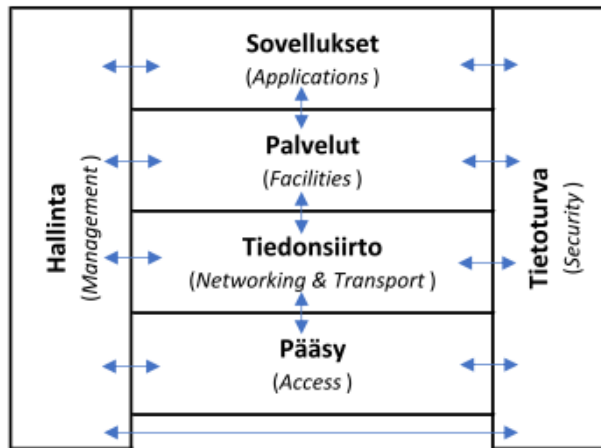 Hallinta
(Management)
Sovellukset
(Applications )
Palvelut
(Facilities )
Tiedonsiirto
(Networking & Transport )
Pääsy
(Access )
Tietoturva
(Security)